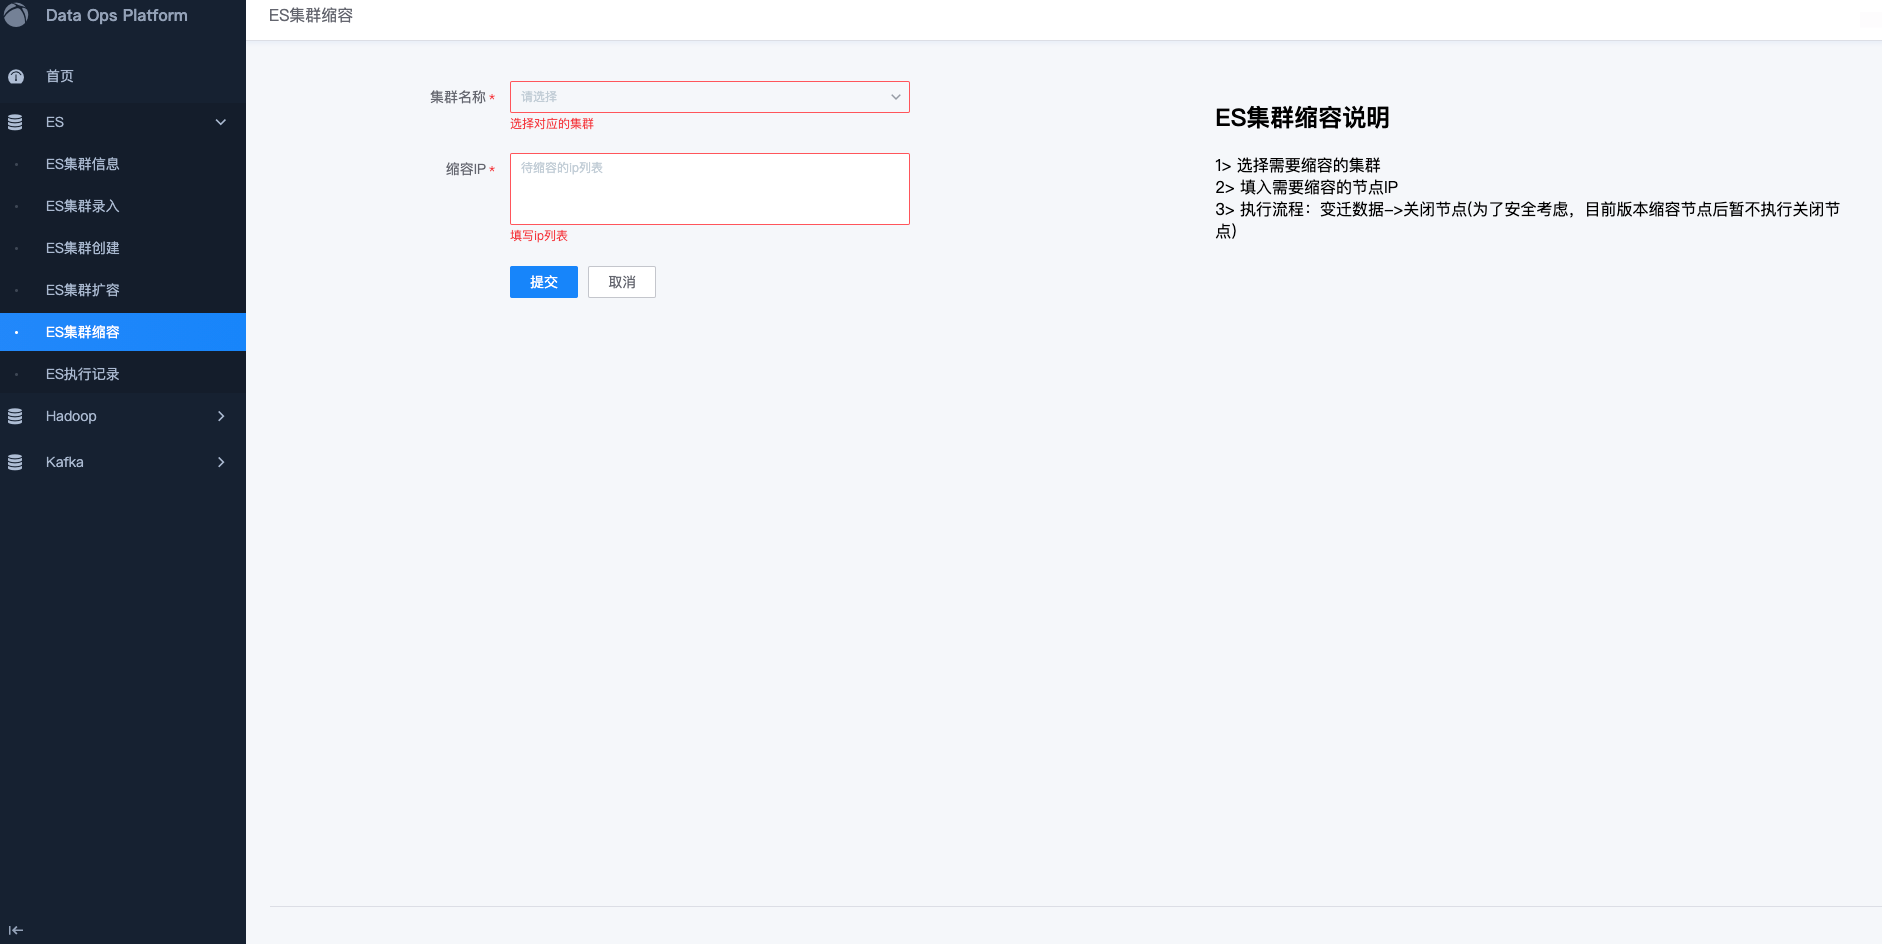 Data Ops Platform
首页
ES
ES集群信息
ES集群录入
ES集群创建
ES集群扩容
ES集群缩容
ES执行记录
Hadoop
Kafka
ES集群缩容
集群名称*
请选择
选择对应的集群
缩容IP*
待缩容的ip列表
填写ip列表
提交
取消
ES集群缩容说明
1> 选择需要缩容的集群
2> 填入需要缩容的节点IP
3> 执行流程：变迁数据-->关闭节点(为了安全考虑，目前版本缩容节点后暂不执行关闭节
点)